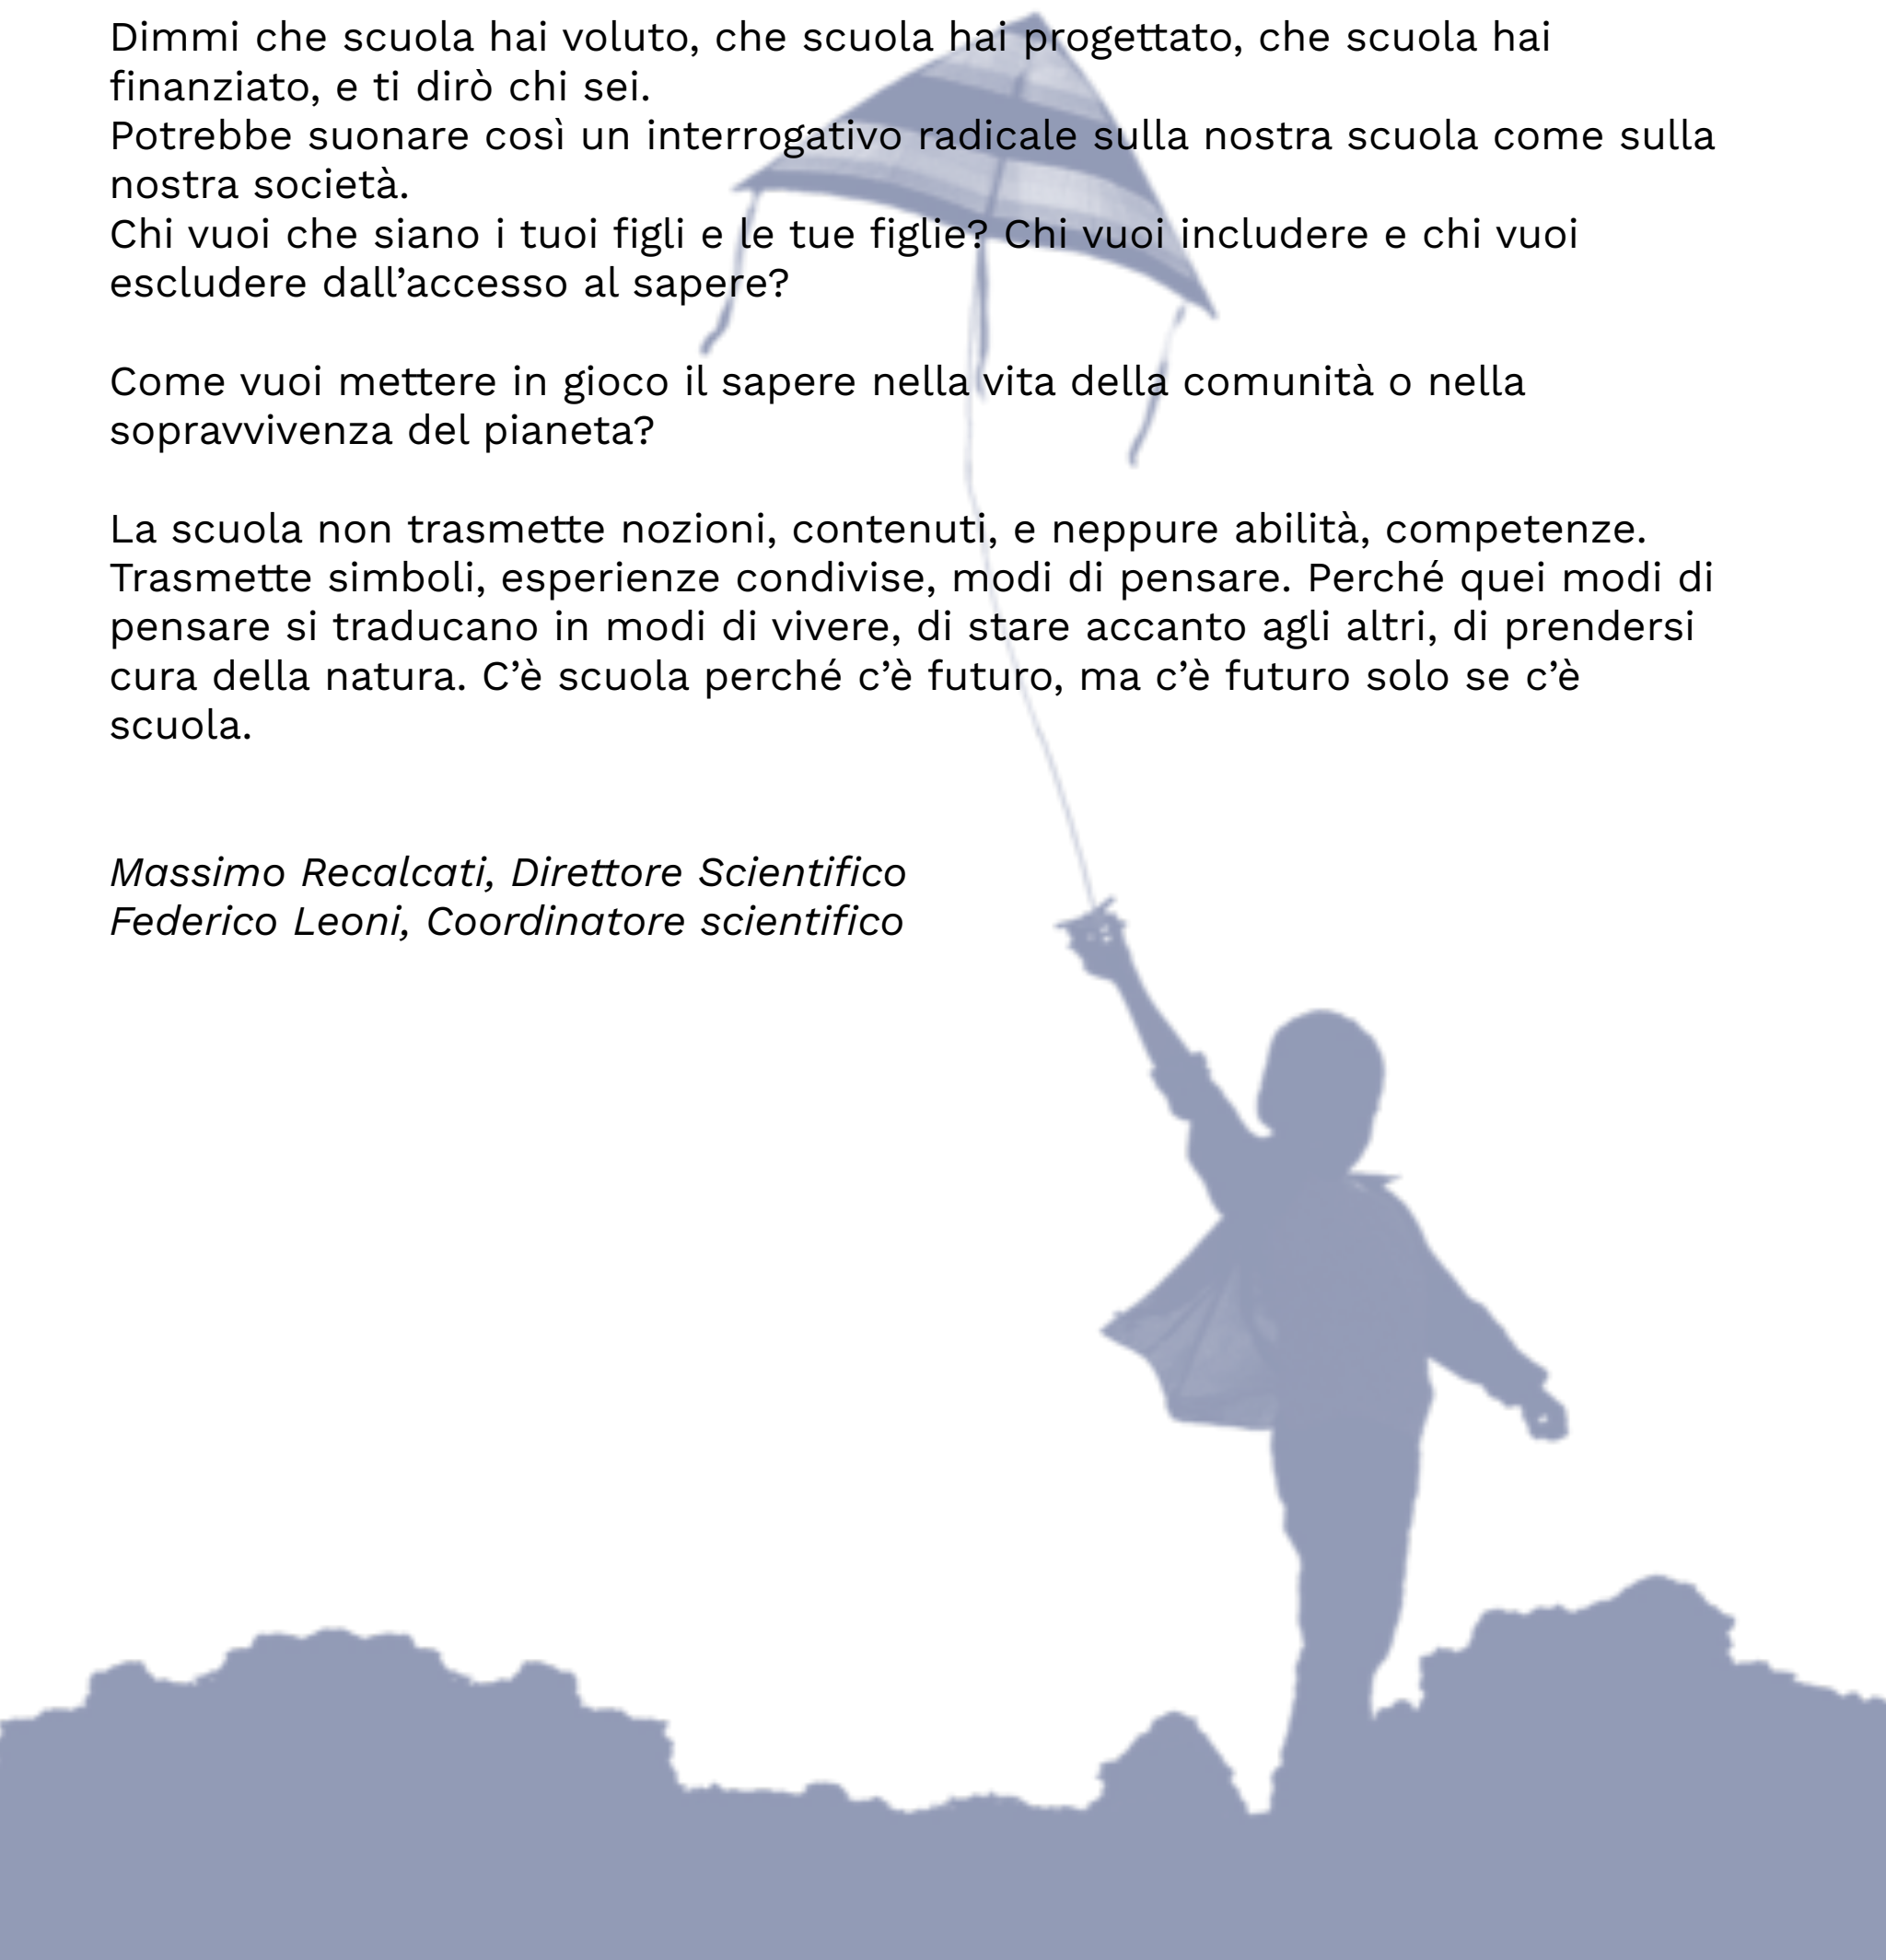 Dimmi che scuola hai voluto, che scuola hai progettato, che scuola hai
finanziato, e ti dirò chi sei.
Potrebbe suonare così un interrogativo radicale sulla nostra scuola come sulla
nostra società.
Chi vuoi che siano i tuoi figli e le tue figlie? Chi vuoi includere e chi vuoi
escludere dall’accesso al sapere?
Come vuoi mettere in gioco il sapere nella vita della comunità o nella
sopravvivenza del pianeta?
La scuola non trasmette nozioni, contenuti, e neppure abilità, competenze.
Trasmette simboli, esperienze condivise, modi di pensare. Perché quei modi di
pensare si traducano in modi di vivere, di stare accanto agli altri, di prendersi
cura della natura. C’è scuola perché c’è futuro, ma c’è futuro solo se c’è
scuola.
Massimo Recalcati, Direttore Scientifico
Federico Leoni, Coordinatore scientifico